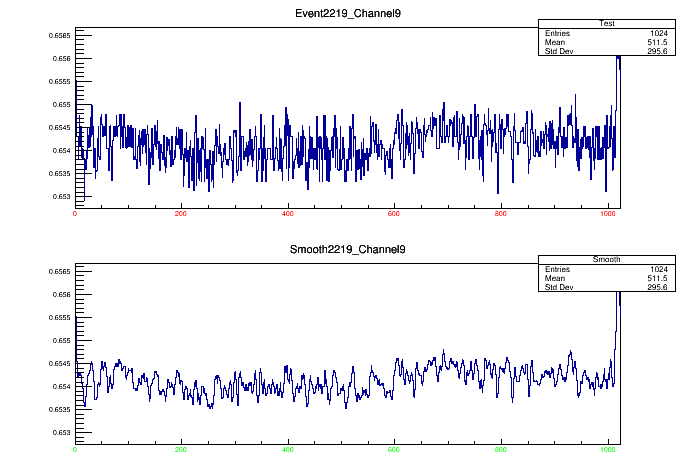 Event2219_Channel9
Test
Entries 1024
Mean 511.5
Std Dev 295.6
0.6565
0.656
0.6555
0.655
0.6545
0.654
0.6535
0.653
0 200 400 600 800 1000
Smooth2219_Channel9
Smooth
Entries 1024
Mean 511.5
Std Dev 295.6
0.6565
0.656
0.6555
0.655
0.6545
0.654
0.6535
0.653
0 200 400 600 800 1000